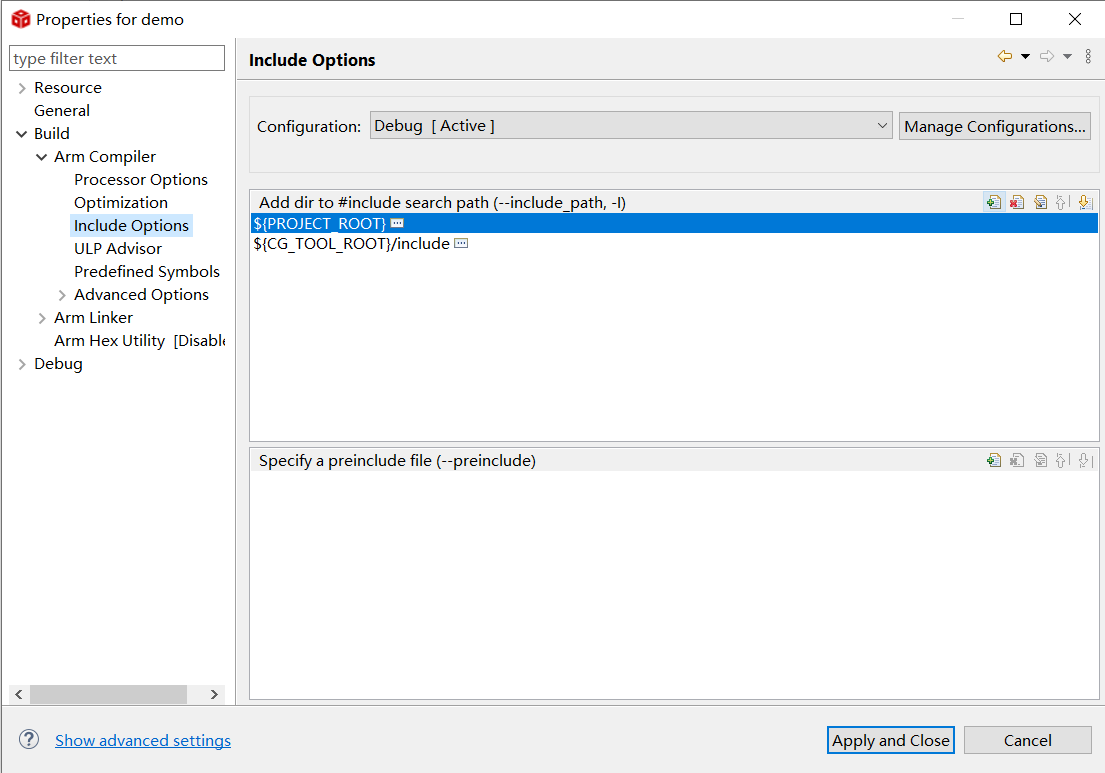 Properties for demo
type filter text
Include Options
Resource
General
Build
Arm Compiler
Processor Options
Optimization
Include Options
ULP Advisor
Predefined Symbols
Advanced Options
Arm Linker
Arm Hex Utility [Disable
Debug
Configuration: Debug [ Active ] Manage Configurations...
Add dir to #include search path (--include_path, -I)
${PROJECT_ROOT}
${CG_TOOL_ROOT}/include
Specify a preinclude file (--preinclude)
Show advanced settings
Apply and Close
Cancel